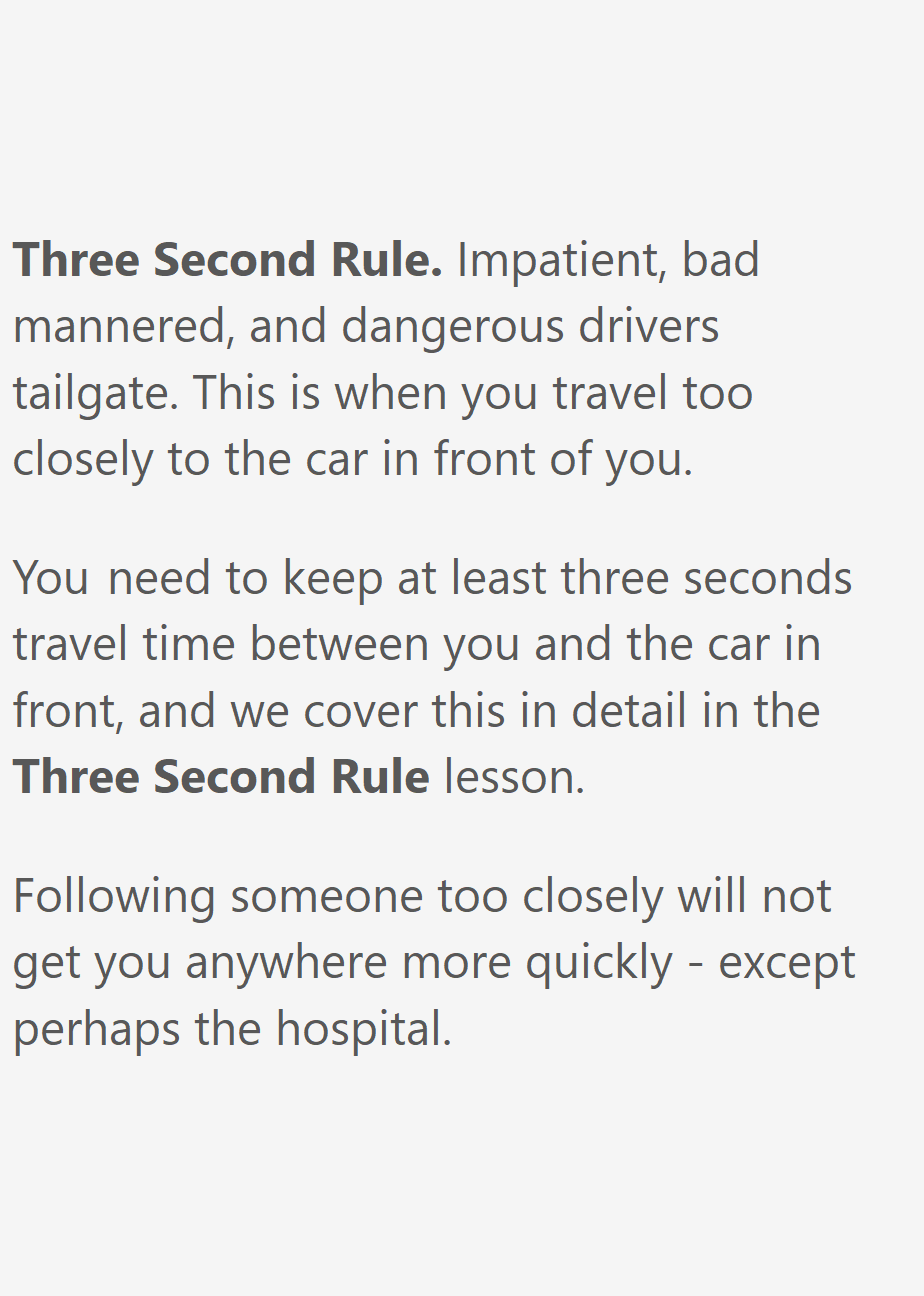 Three Second Rule. Impatient, bad
mannered, and dangerous drivers
tailgate. This is when you travel too
closely to the car in front of you.
You need to keep at least three seconds
travel time between you and the car in
front, and we cover this in detail in the
Three Second Rule lesson.
Following someone too closely will not
get you anywhere more quickly - except
perhaps the hospital.